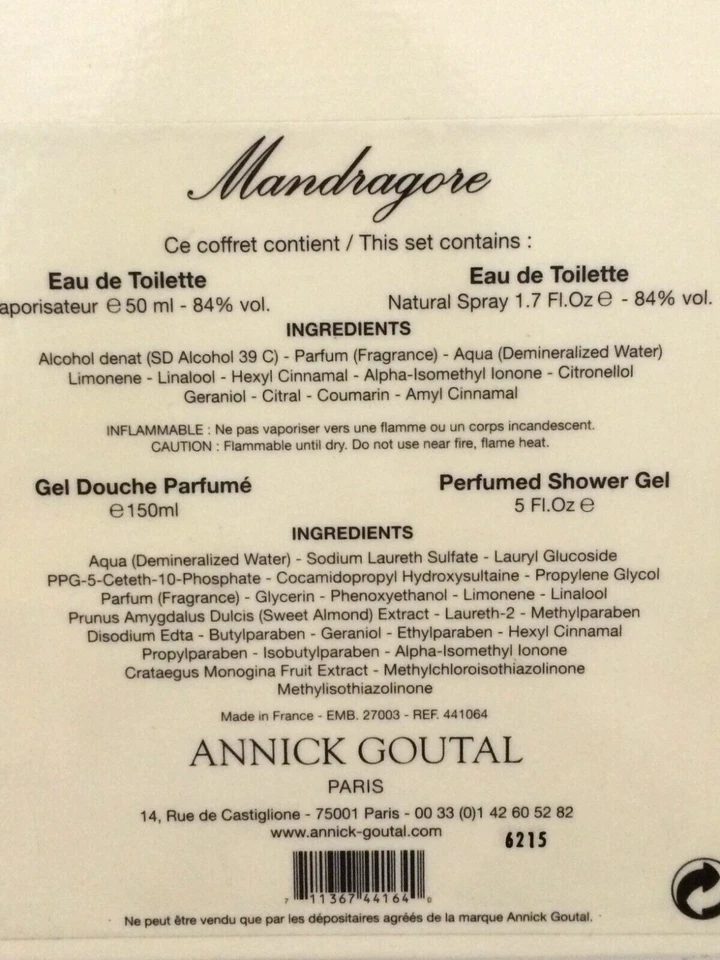 Mandragore
Ce coffret contient / This set contains :
Eau de Toilette
aporisateur ℮ 50 ml - 84% vol.
Eau de Toilette
Natural Spray 1.7 Fl.Oz ℮ - 84% vol.
INGREDIENTS
Alcohol denat (SD Alcohol 39 C) - Parfum (Fragrance) - Aqua (Demineralized Water)
Limonene - Linalool - Hexyl Cinnamal - Alpha-Isomethyl Ionone - Citronellol
Geraniol - Citral - Coumarin - Amyl Cinnamal
INFLAMMABLE : Ne pas vaporiser vers une flamme ou un corps incandescent.
CAUTION : Flammable until dry. Do not use near fire, flame heat.
Gel Douche Parfumé
℮ 150ml
Perfumed Shower Gel
5 Fl.Oz ℮
INGREDIENTS
Aqua (Demineralized Water) - Sodium Laureth Sulfate - Lauryl Glucoside
PPG-5-Ceteth-10-Phosphate - Cocamidopropyl Hydroxysultaine - Propylene Glycol
Parfum (Fragrance) - Glycerin - Phenoxyethanol - Limonene - Linalool
Prunus Amygdalus Dulcis (Sweet Almond) Extract - Laureth-2 - Methylparaben
Disodium Edta - Butylparaben - Geraniol - Ethylparaben - Hexyl Cinnamal
Propylparaben - Isobutylparaben - Alpha-Isomethyl Ionone
Crataegus Monogina Fruit Extract - Methylchloroisothiazolinone
Methylisothiazolinone
Made in France - EMB. 27003 - REF. 441064
ANNICK GOUTAL
PARIS
14, Rue de Castiglione - 75001 Paris - 00 33 (0)1 42 60 52 82
www.annick-goutal.com
6215
7 11367 44164 0
Ne peut être vendu que par les dépositaires agréés de la marque Annick Goutal.